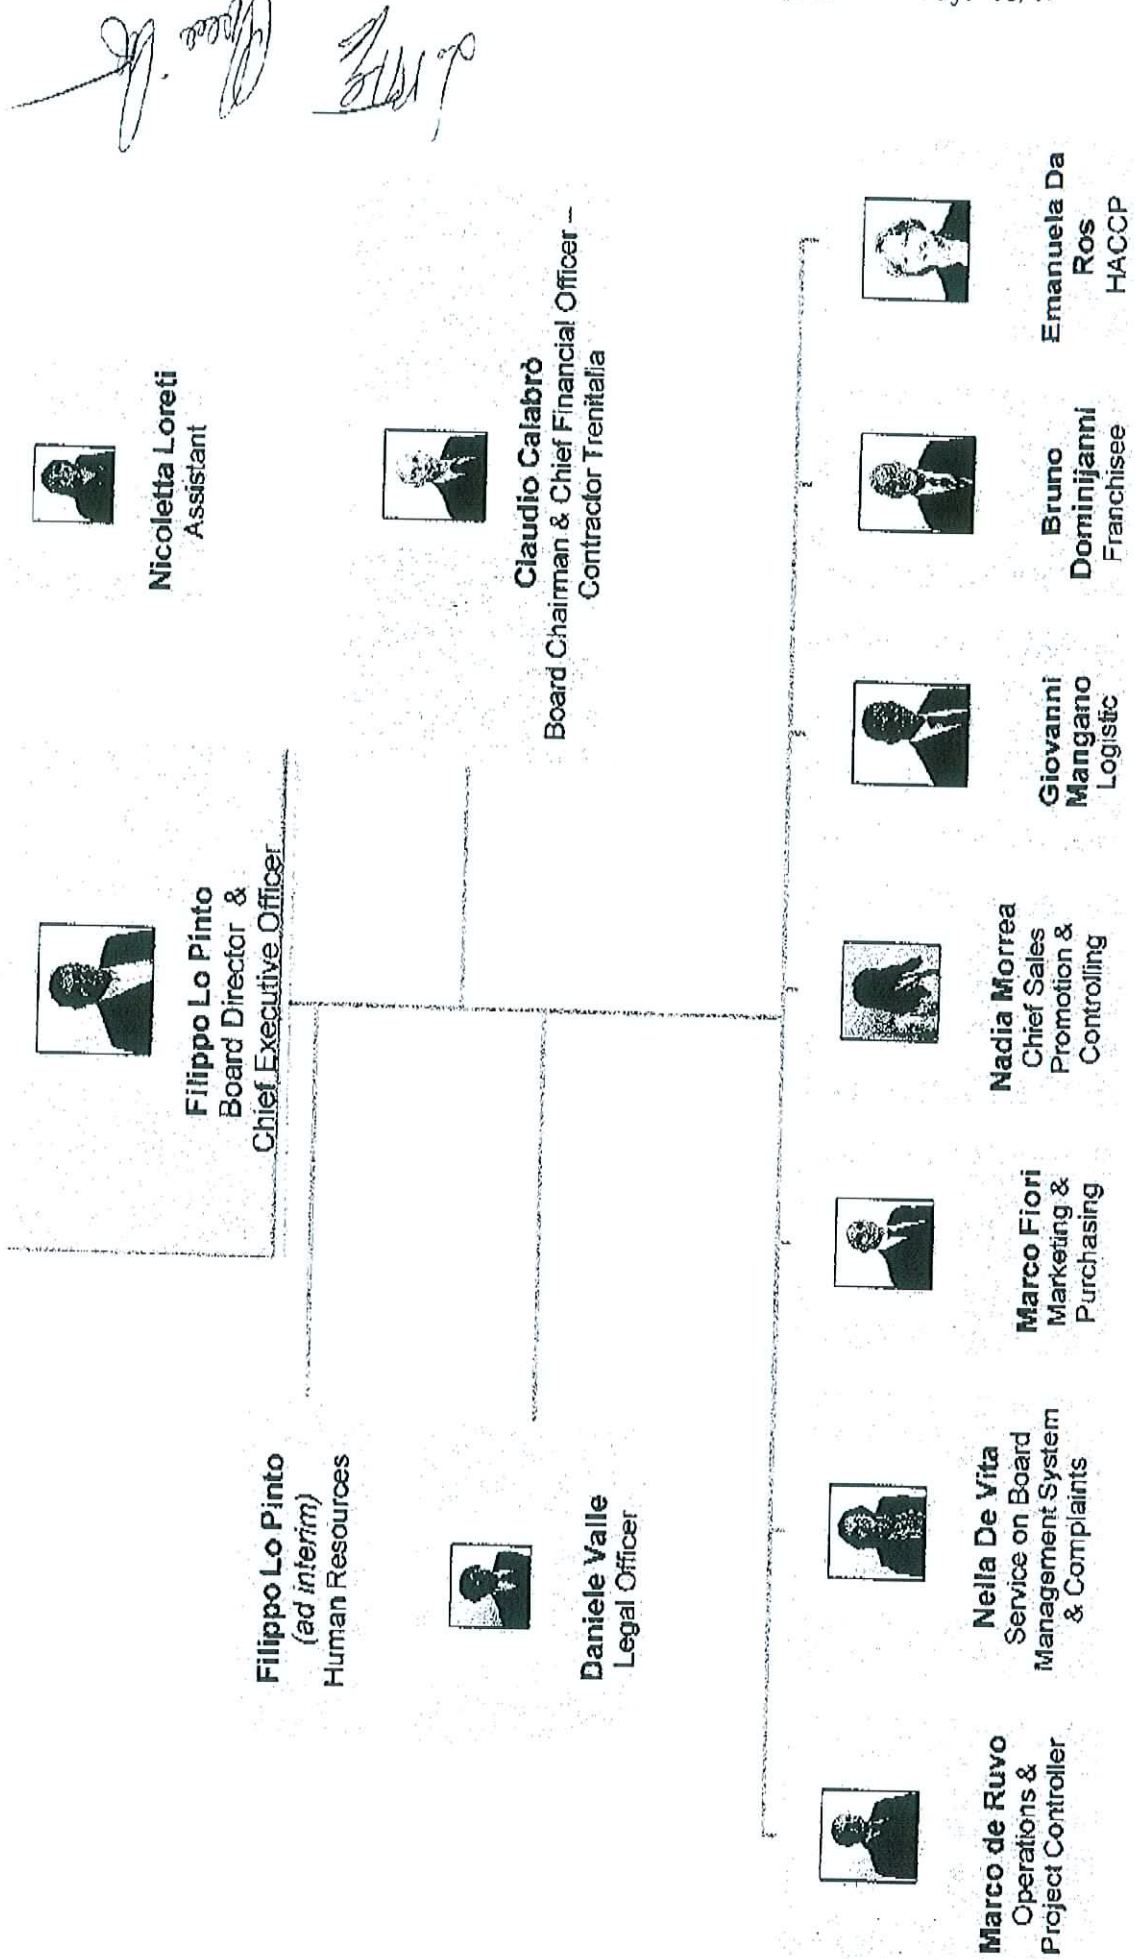 Filippo Lo Pinto
Board Director &
Chief Executive Officer
Nicoletta Loreti
Assistant
Filippo Lo Pinto
(ad interim)
Human Resources
Claudio Calabrò
Board Chairman & Chief Financial Officer –
Contractor Trenitalia
Daniele Valle
Legal Officer
Marco de Ruvo
Operations &
Project Controller
Nella De Vita
Service on Board
Management System
& Complaints
Marco Fiori
Marketing &
Purchasing
Nadia Morrea
Chief Sales
Promotion &
Controlling
Giovanni
Mangano
Logistic
Bruno
Dominijanni
Franchisee
Emanuela Da
Ros
HACCP